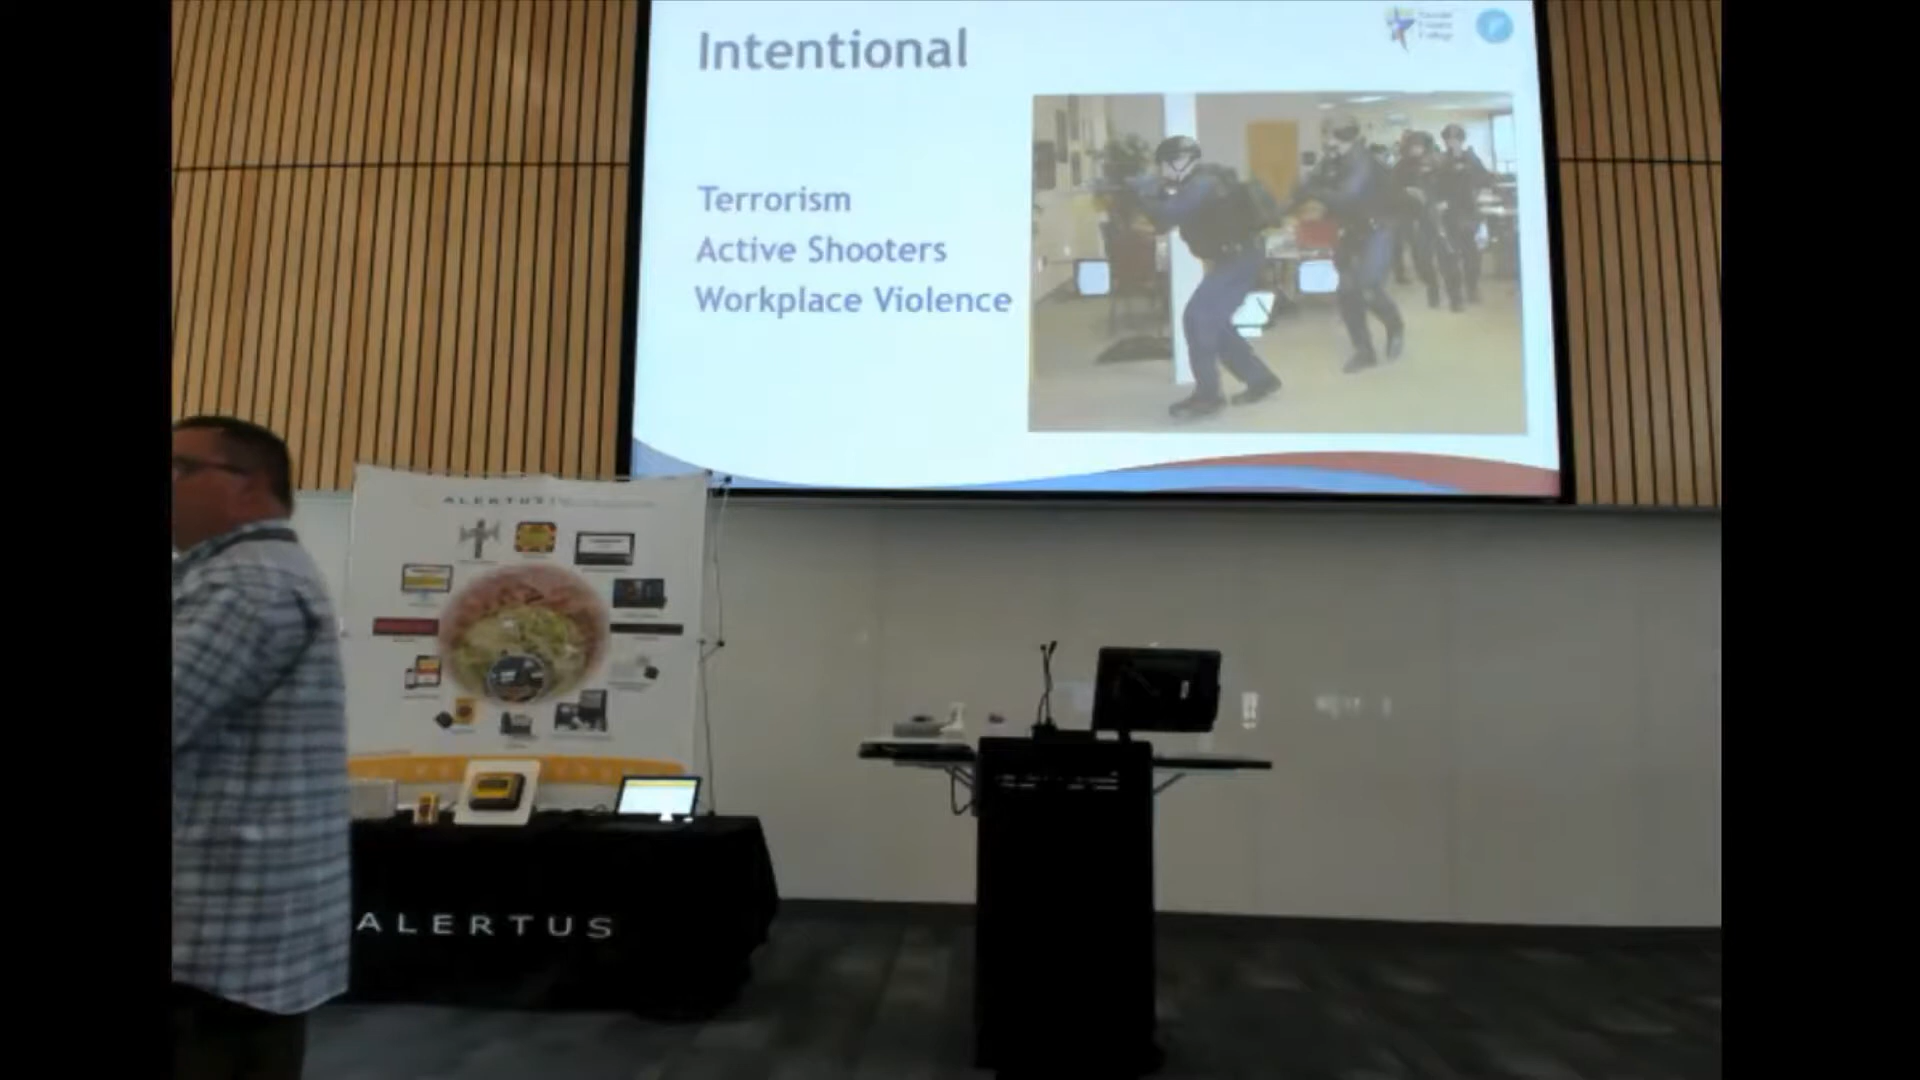 Intentional
Terrorism
Active Shooters
Workplace Violence
ALERTUS
ALERTUS